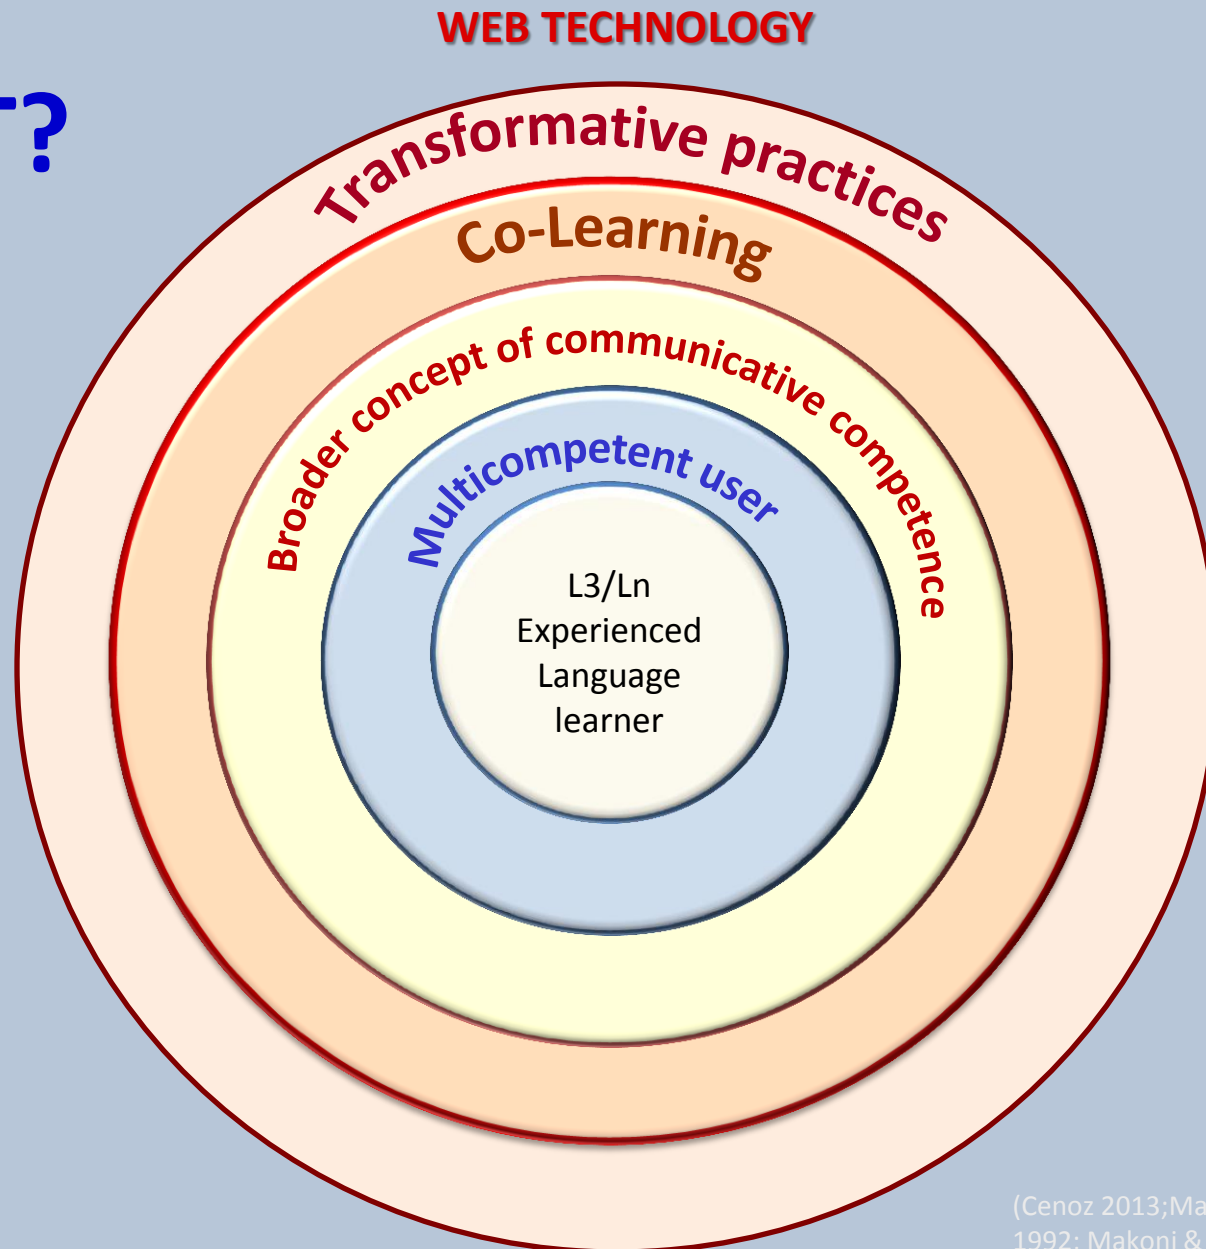 WEB TECHNOLOGY
?
Transformative practices
Co-Learning
Broader concept of communicative competence
Multicompetent user
L3/Ln
Experienced
Language
learner
(Cenoz 2013;
1992; Makoni &